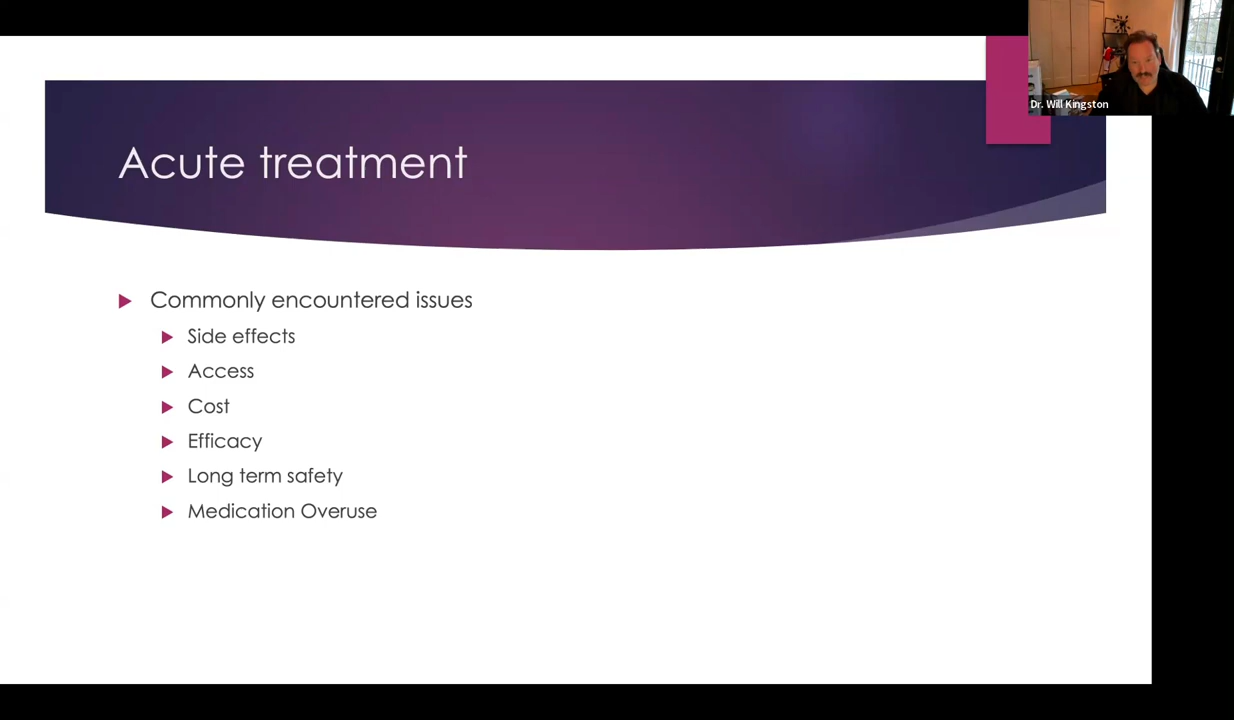 Dr. Will Kingston
Acute treatment
Commonly encountered issues
Side effects
Access
Cost
Efficacy
Long term safety
Medication Overuse